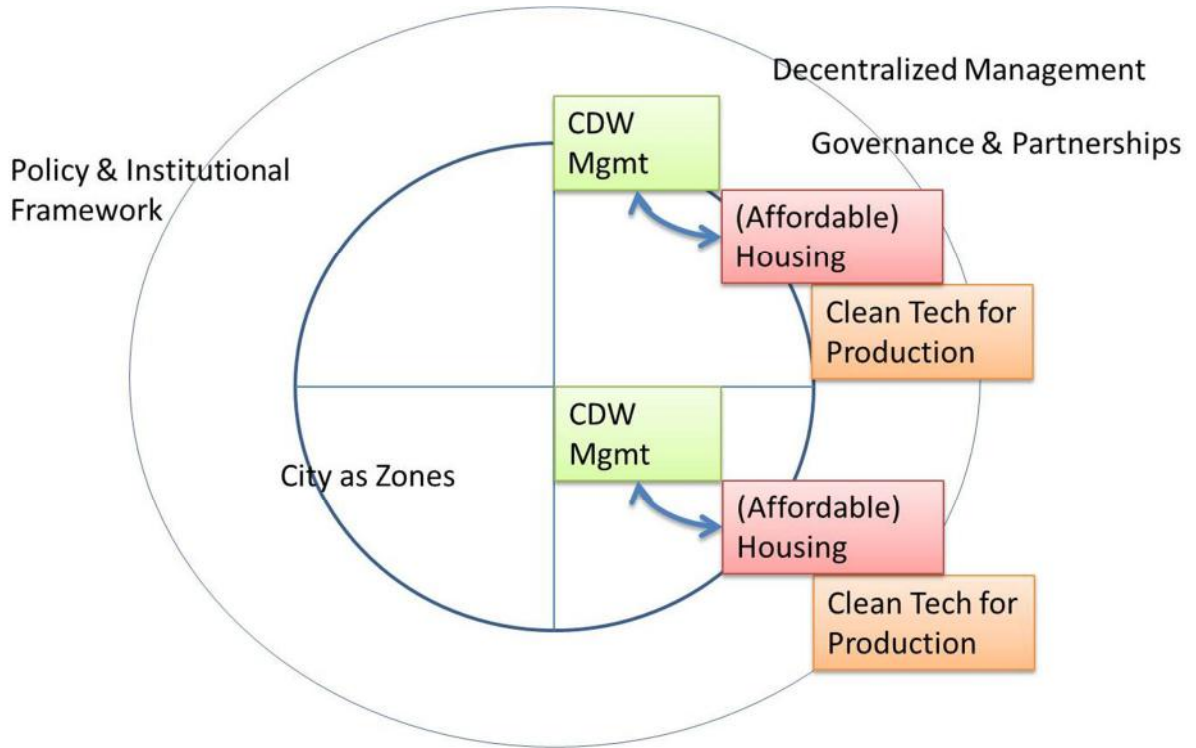 Decentralized Management
CDW
Mgmt
Governance & Partnerships
Policy & Institutional
Framework
(Affordable)
Housing
Clean Tech for
Production
CDW
Mgmt
City as Zones
(Affordable)
Housing
Clean Tech for
Production